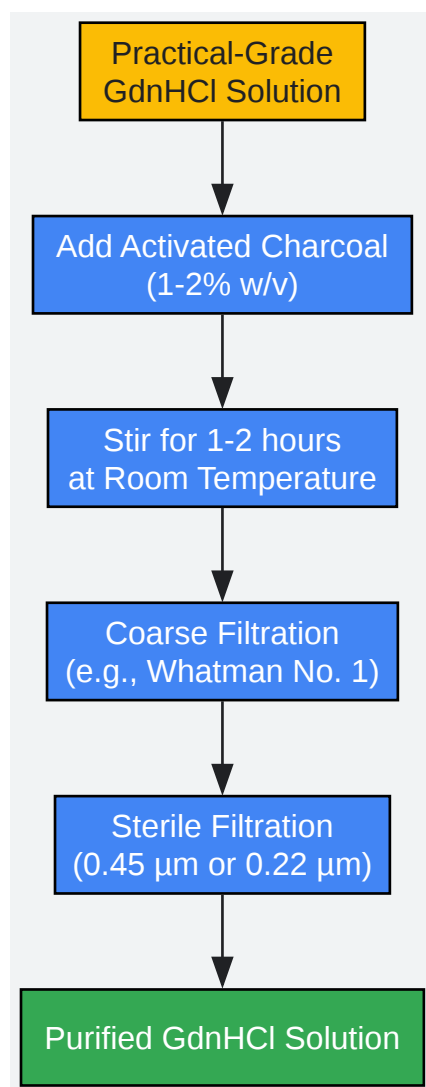 Practical-Grade
GdnHCl Solution
Add Activated Charcoal
(1-2% w/v)
Stir for 1-2 hours
at Room Temperature
Coarse Filtration
(e.g., Whatman No. 1)
Sterile Filtration
(0.45 µm or 0.22 µm)
Purified GdnHCl Solution